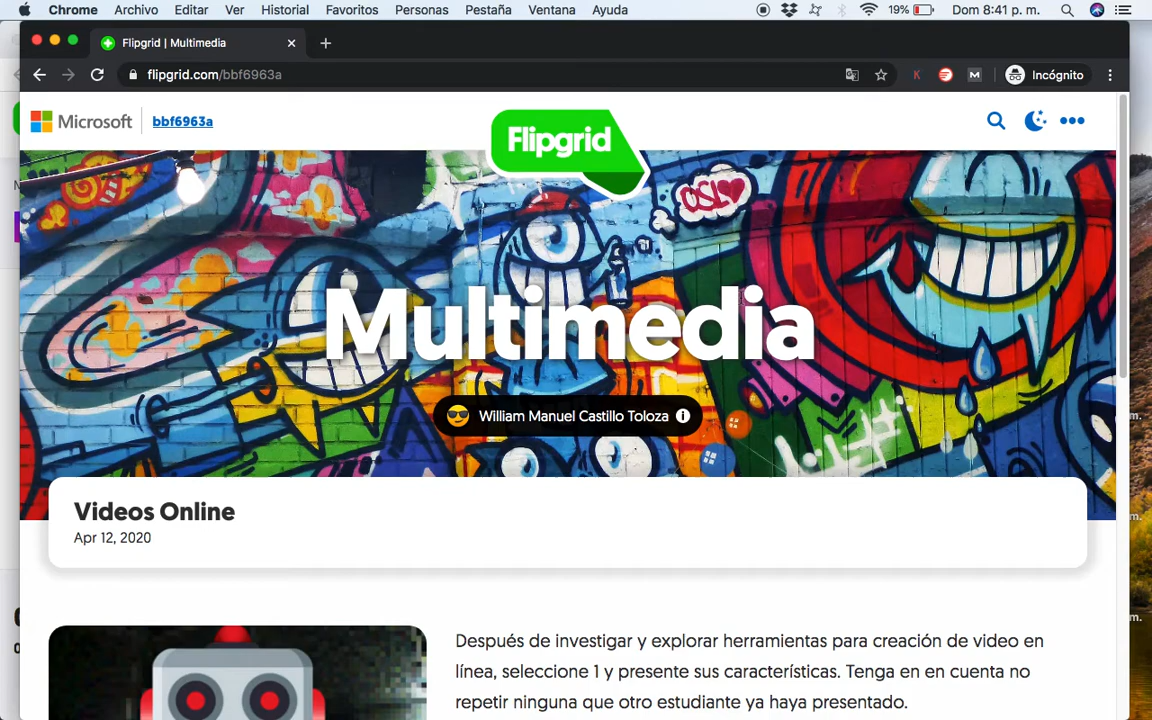 Chrome Archivo Editar Ver Historial Favoritos Personas Pestaña Ventana Ayuda 19% Dom 8:41 p. m.
Flipgrid | Multimedia
flipgrid.com/bbf6963a K M Incógnito
Microsoft bbf6963a
Flipgrid
Multimedia
William Manuel Castillo Toloza
Videos Online
Apr 12, 2020
Después de investigar y explorar herramientas para creación de video en
línea, seleccione 1 y presente sus características. Tenga en en cuenta no
repetir ninguna que otro estudiante ya haya presentado.